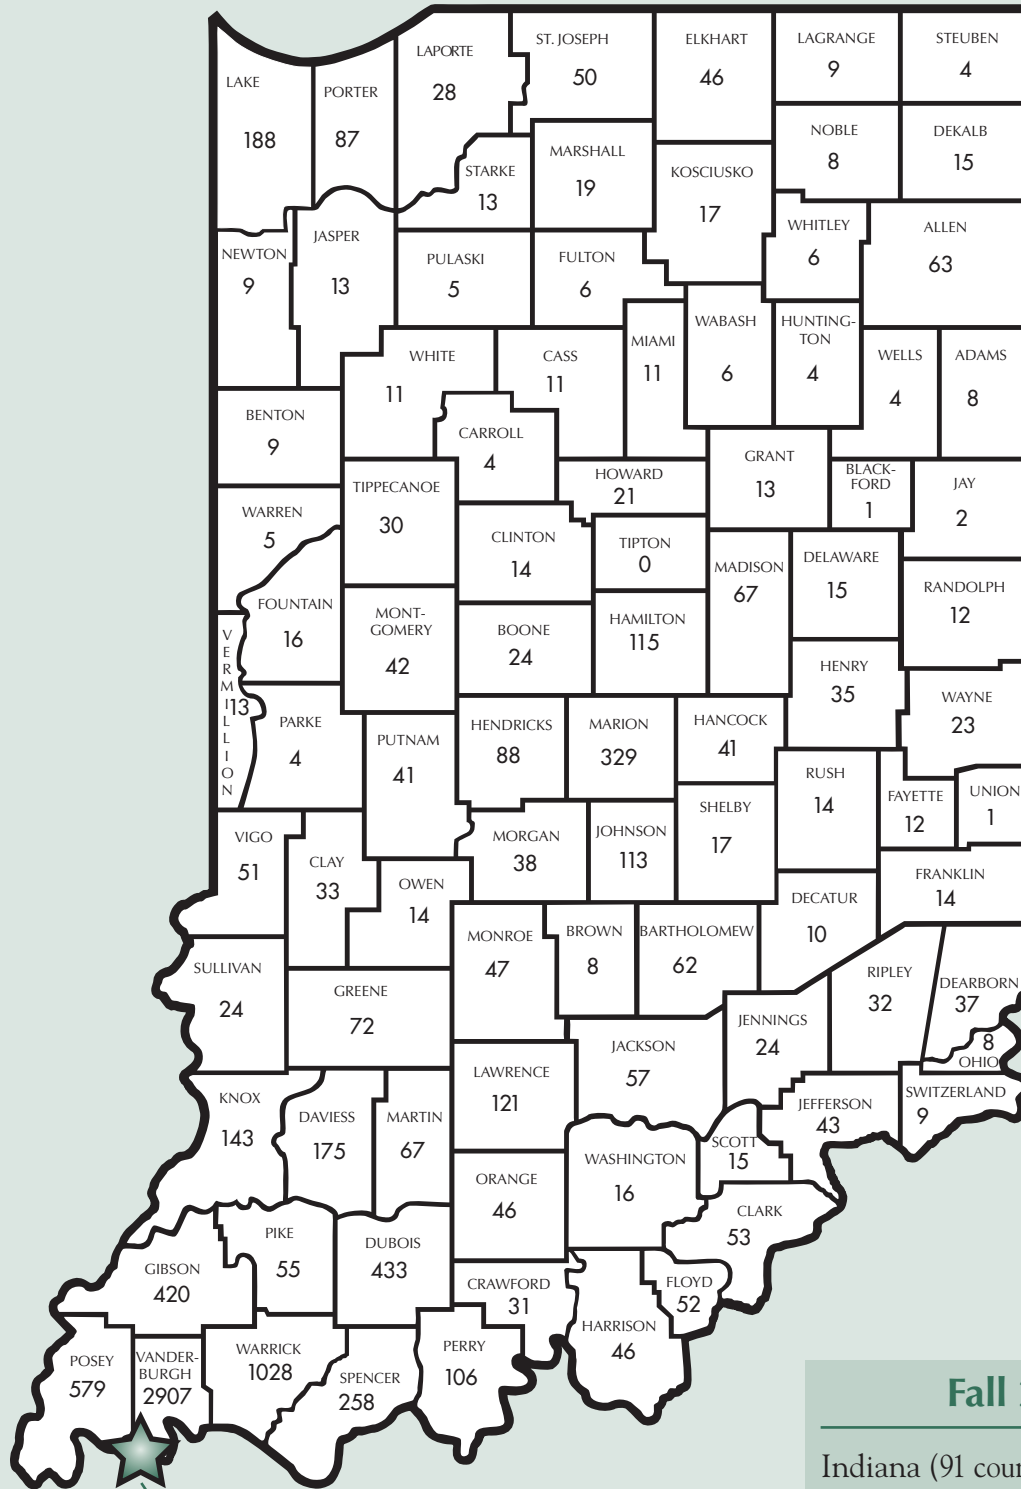 LAKE
188
PORTER
87
LAPORTE
28
ST. JOSEPH
50
ELKHART
46
LAGRANGE
9
STEUBEN
4
NOBLE
8
DEKALB
15
STARKE
13
MARSHALL
19
KOSCIUSKO
17
WHITLEY
6
ALLEN
63
NEWTON
9
JASPER
13
PULASKI
5
FULTON
6
WHITE
11
CASS
11
MIAMI
11
WABASH
6
HUNTING-
TON
4
WELLS
4
ADAMS
8
BENTON
9
CARROLL
4
HOWARD
21
GRANT
13
BLACK-
FORD
1
JAY
2
WARREN
5
TIPPECANOE
30
CLINTON
14
TIPTON
0
MADISON
67
DELAWARE
15
RANDOLPH
12
FOUNTAIN
16
MONT-
GOMERY
42
BOONE
24
HAMILTON
115
HENRY
35
WAYNE
23
VERMILLION
13
PARKE
4
PUTNAM
41
HENDRICKS
88
MARION
329
HANCOCK
41
RUSH
14
FAYETTE
12
UNION
1
SHELBY
17
VIGO
51
CLAY
33
OWEN
14
MORGAN
38
JOHNSON
113
DECATUR
10
FRANKLIN
14
SULLIVAN
24
GREENE
72
MONROE
47
BROWN
8
BARTHOLOMEW
62
RIPLEY
32
DEARBORN
37
8
OHIO
JENNINGS
24
JACKSON
57
LAWRENCE
121
KNOX
143
DAVIESS
175
MARTIN
67
JEFFERSON
43
SWITZERLAND
9
SCOTT
15
WASHINGTON
16
ORANGE
46
CLARK
53
PIKE
55
DUBOIS
433
GIBSON
420
CRAWFORD
31
FLOYD
52
HARRISON
46
POSEY
579
VANDER-
BURGH
2907
WARRICK
1028
SPENCER
258
PERRY
106
Fall
Indiana (91 coun